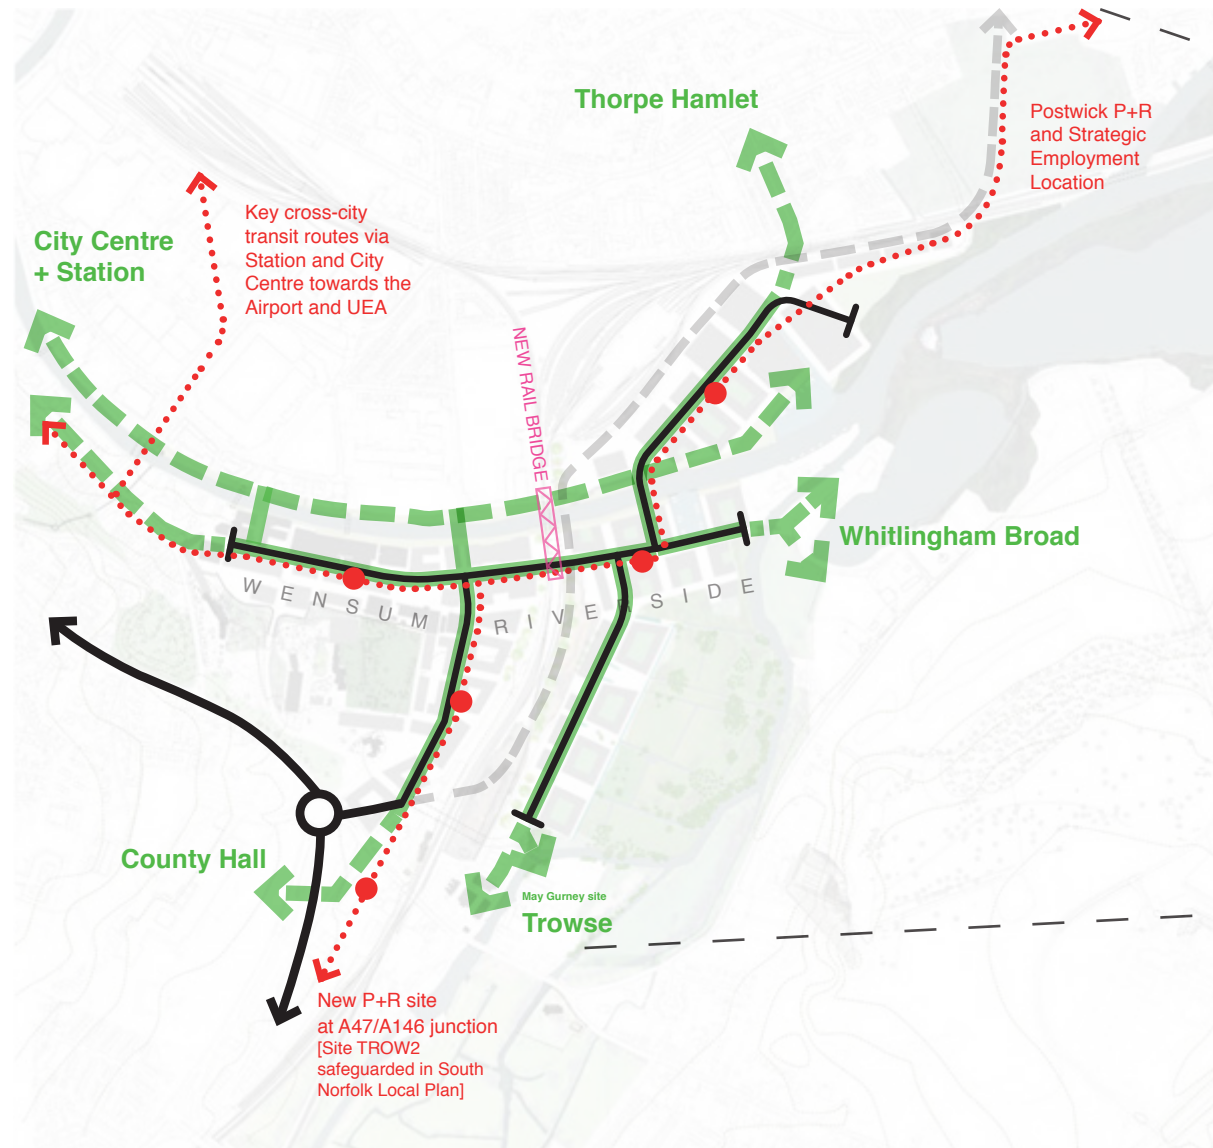 Thorpe Hamlet
Postwick P+R
and Strategic
Employment
Location
City Centre
+ Station
Key cross-city
transit routes via
Station and City
Centre towards the
Airport and UEA
NEW RAIL BRIDGE
Whitlingham Broad
WENSUM RIVERSIDE
County Hall
May Gurney site
Trowse
New P+R site
at A47/A146 junction
[Site TROW2
safeguarded in South
Norfolk Local Plan]